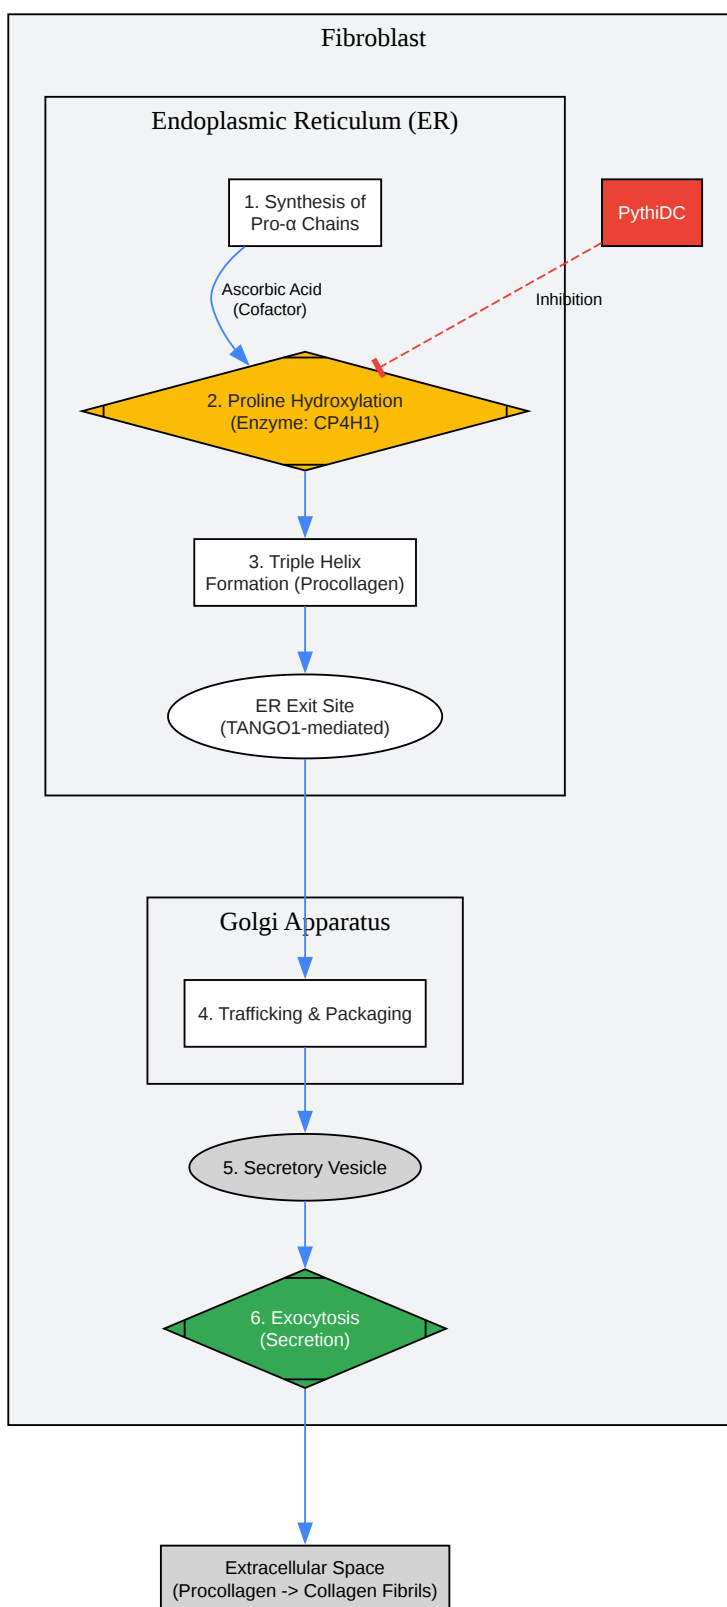 Fibroblast
Endoplasmic Reticulum (ER)
1. Synthesis of
Pro-α Chains
PythiDC
Ascorbic Acid
(Cofactor)
Inhibition
2. Proline Hydroxylation
(Enzyme: CP4H1)
3. Triple Helix
Formation (Procollagen)
ER Exit Site
(TANGO1-mediated)
Golgi Apparatus
4. Trafficking & Packaging
5. Secretory Vesicle
6. Exocytosis
(Secretion)
Extracellular Space
(Procollagen -> Collagen Fibrils)